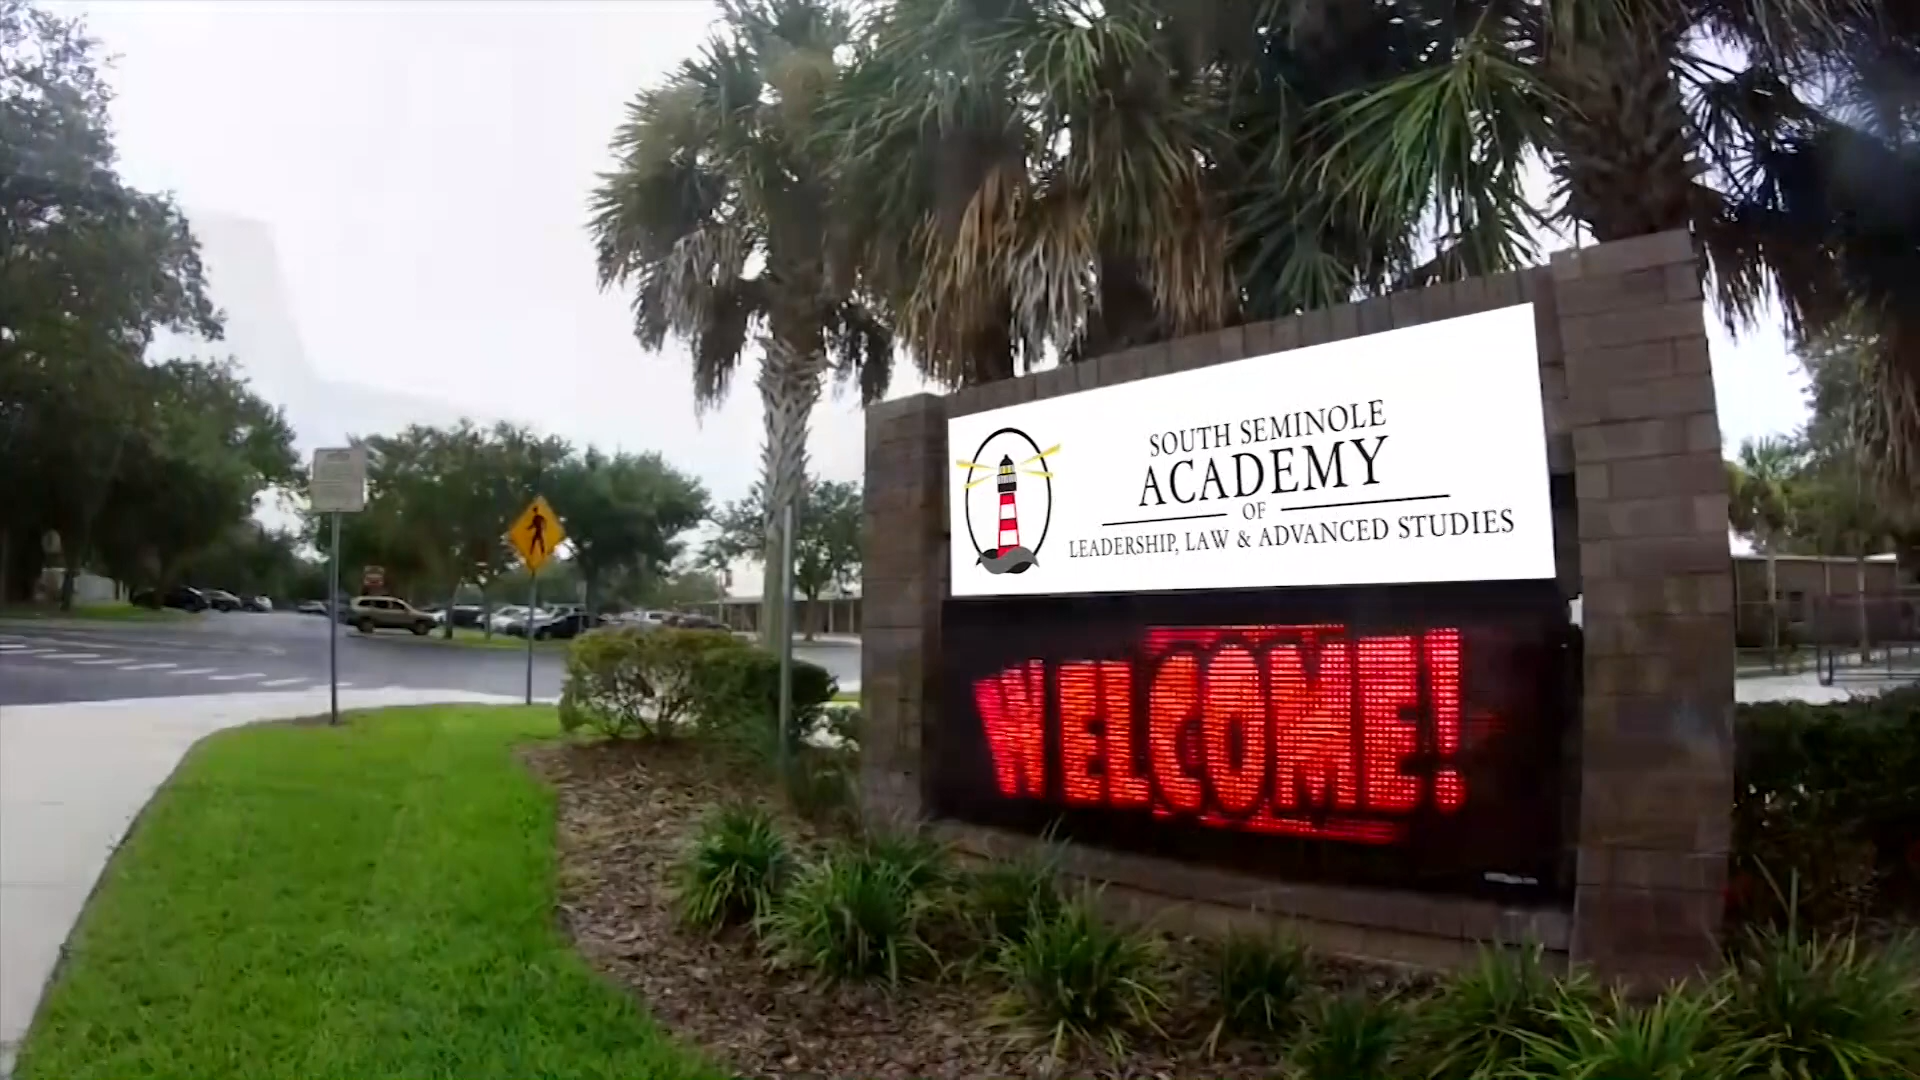 SOUTH SEMINOLE
ACADEMY
OF
LEADERSHIP, LAW & ADVANCED STUDIES
WELCOME!